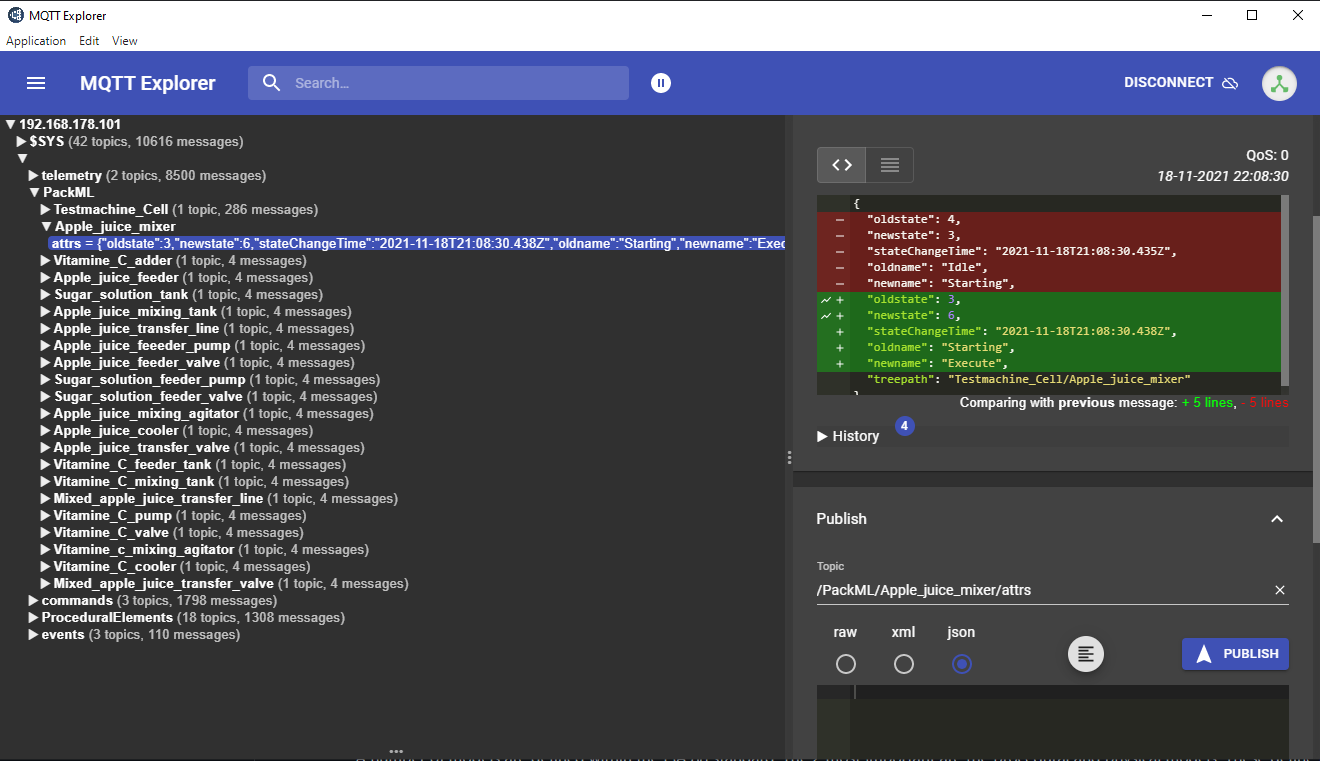 MQTT Explorer
Application Edit View
MQTT Explorer
Search...
DISCONNECT
192.168.178.101
$SYS (42 topics, 10616 messages)
telemetry (2 topics, 8500 messages)
PackML
Testmachine_Cell (1 topic, 286 messages)
Apple_juice_mixer
attrs = {"oldstate":3,"newstate":6,"stateChangeTime":"2021-11-18T21:08:30.438Z","oldname":"Starting","newname":"Exec
Vitamine_C_adder (1 topic, 4 messages)
Apple_juice_feeder (1 topic, 4 messages)
Sugar_solution_tank (1 topic, 4 messages)
Apple_juice_mixing_tank (1 topic, 4 messages)
Apple_juice_transfer_line (1 topic, 4 messages)
Apple_juice_feeeder_pump (1 topic, 4 messages)
Apple_juice_feeder_valve (1 topic, 4 messages)
Sugar_solution_feeder_pump (1 topic, 4 messages)
Sugar_solution_feeder_valve (1 topic, 4 messages)
Apple_juice_mixing_agitator (1 topic, 4 messages)
Apple_juice_cooler (1 topic, 4 messages)
Apple_juice_transfer_valve (1 topic, 4 messages)
Vitamine_C_feeder_tank (1 topic, 4 messages)
Vitamine_C_mixing_tank (1 topic, 4 messages)
Mixed_apple_juice_transfer_line (1 topic, 4 messages)
Vitamine_C_pump (1 topic, 4 messages)
Vitamine_C_valve (1 topic, 4 messages)
Vitamine_c_mixing_agitator (1 topic, 4 messages)
Vitamine_C_cooler (1 topic, 4 messages)
Mixed_apple_juice_transfer_valve (1 topic, 4 messages)
commands (3 topics, 1798 messages)
ProceduralElements (18 topics, 1308 messages)
events (3 topics, 110 messages)
QoS: 0
18-11-2021 22:08:30
{
- "oldstate": 4,
- "newstate": 3,
- "stateChangeTime": "2021-11-18T21:08:30.435Z",
- "oldname": "Idle",
- "newname": "Starting",
+ "oldstate": 3,
+ "newstate": 6,
+ "stateChangeTime": "2021-11-18T21:08:30.438Z",
+ "oldname": "Starting",
+ "newname": "Execute",
"treepath": "Testmachine_Cell/Apple_juice_mixer"
}
Comparing with previous message: + 5 lines, - 5 lines
History 4
Publish
Topic
/PackML/Apple_juice_mixer/attrs
raw xml json
PUBLISH